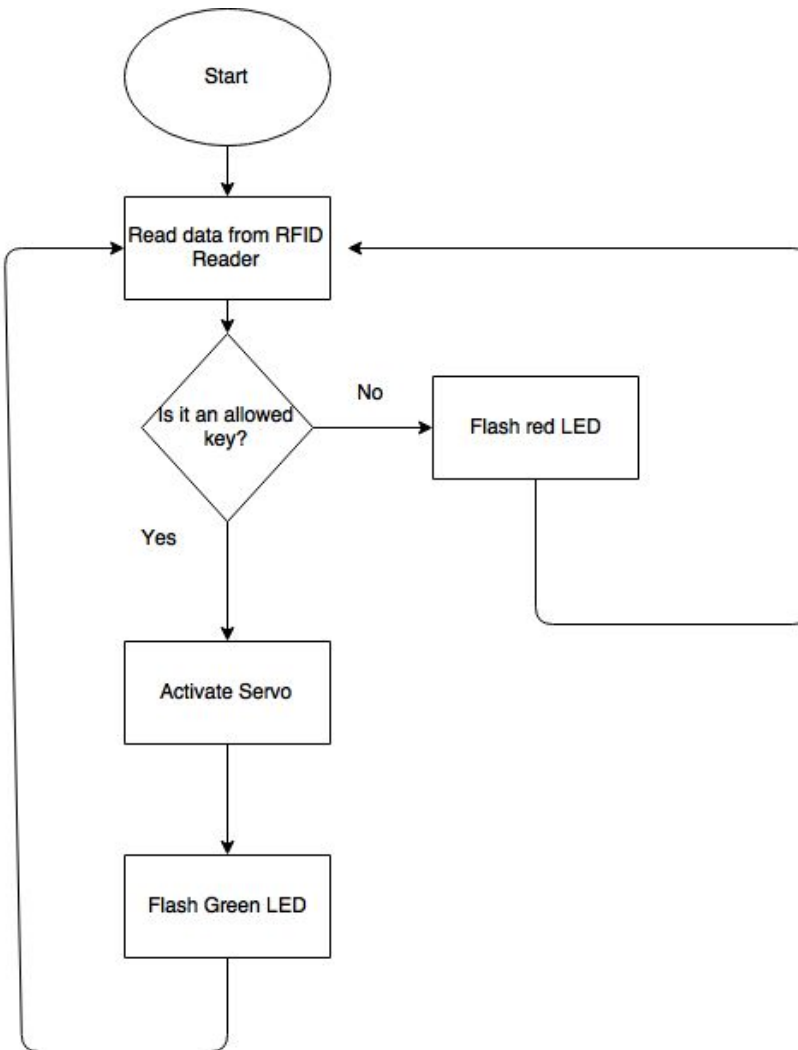 Start
Read data from RFID
Reader
Is it an allowed
key?
No
Flash red LED
Yes
Activate Servo
Flash Green LED